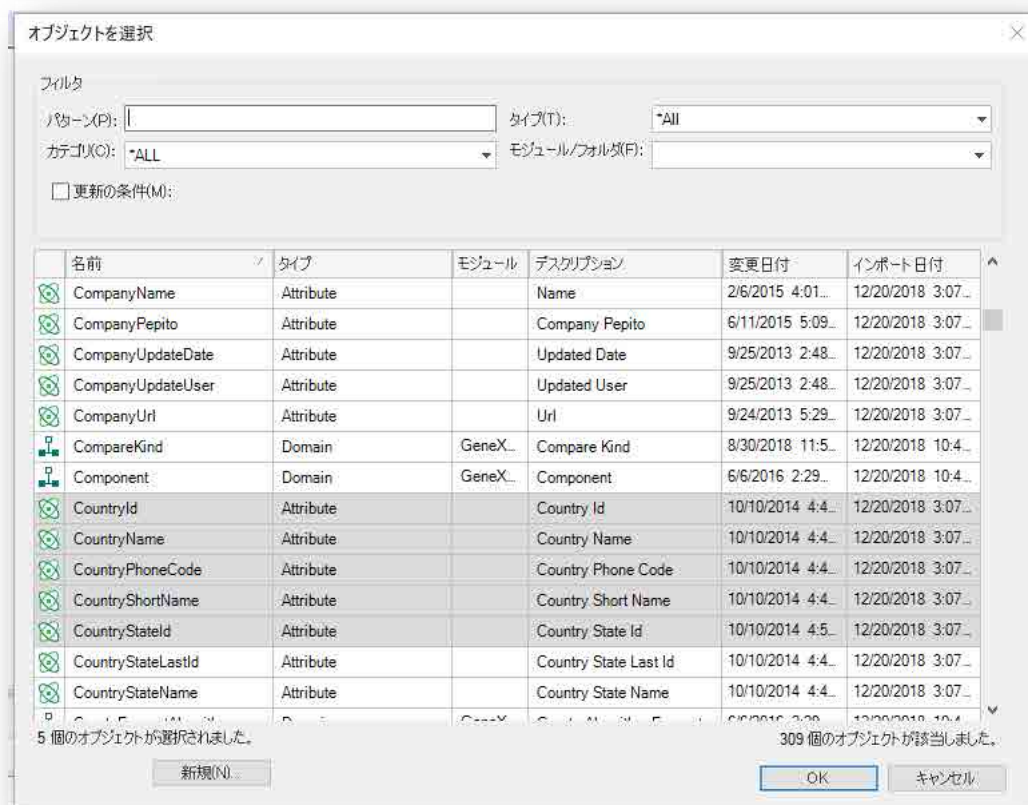 オブジェクトを選択
フィルタ
パターン(P): タイプ(T): *All
カテゴリ(C): *ALL モジュール/フォルダ(F):
更新の条件(M):
名前 タイプ モジュール デスクリプション 変更日付 インポート日付
CompanyName Attribute Name 2/6/2015 4:01... 12/20/2018 3:07...
CompanyPepito Attribute Company Pepito 6/11/2015 5:09... 12/20/2018 3:07...
CompanyUpdateDate Attribute Updated Date 9/25/2013 2:48... 12/20/2018 3:07...
CompanyUpdateUser Attribute Updated User 9/25/2013 2:48... 12/20/2018 3:07...
CompanyUrl Attribute Url 9/24/2013 5:29... 12/20/2018 3:07...
CompareKind Domain GeneX... Compare Kind 8/30/2018 11:5... 12/20/2018 10:4...
Component Domain GeneX... Component 6/6/2016 2:29... 12/20/2018 10:4...
CountryId Attribute Country Id 10/10/2014 4:4... 12/20/2018 3:07...
CountryName Attribute Country Name 10/10/2014 4:4... 12/20/2018 3:07...
CountryPhoneCode Attribute Country Phone Code 10/10/2014 4:4... 12/20/2018 3:07...
CountryShortName Attribute Country Short Name 10/10/2014 4:4... 12/20/2018 3:07...
CountryStateId Attribute Country State Id 10/10/2014 4:5... 12/20/2018 3:07...
CountryStateLastId Attribute Country State Last Id 10/10/2014 4:4... 12/20/2018 3:07...
CountryStateName Attribute Country State Name 10/10/2014 4:4... 12/20/2018 3:07...
5 個のオブジェクトが選択されました。 309 個のオブジェクトが該当しました。
新規(N)... OK キャンセル